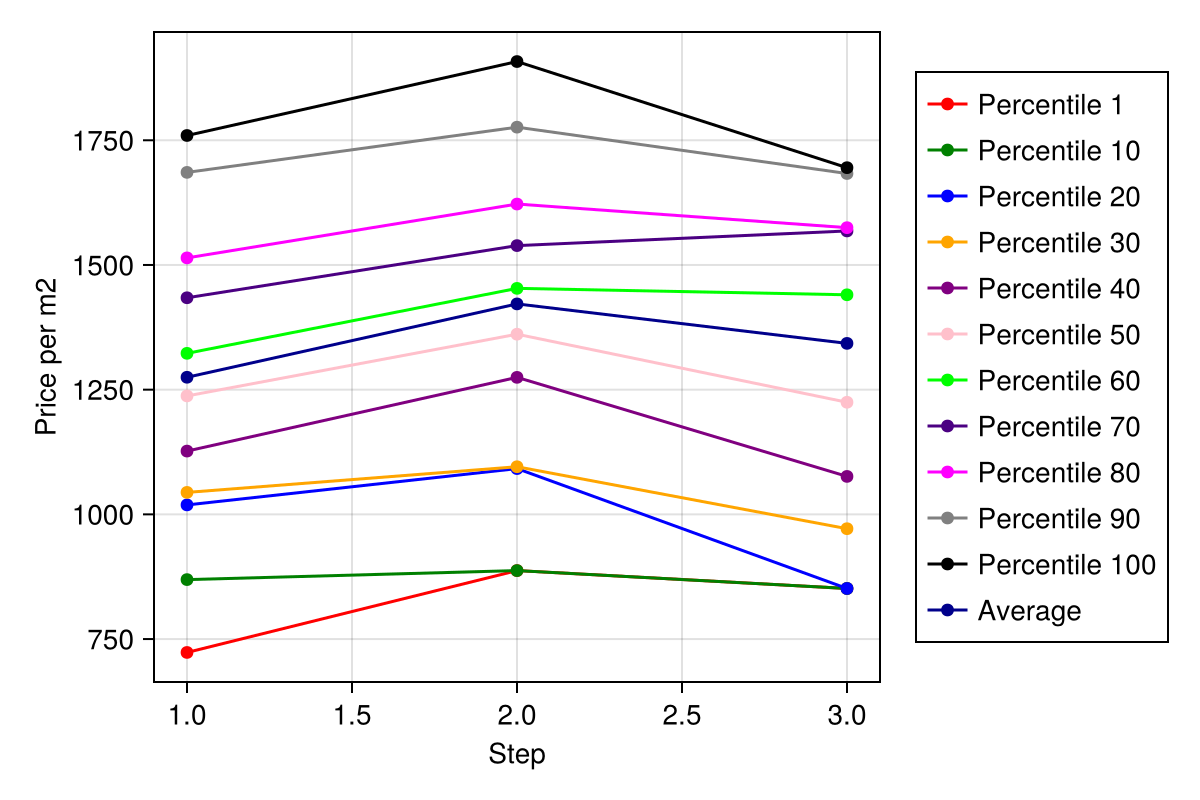 Price per m2
1750
1500
1250
1000
750
1.0 1.5 2.0 2.5 3.0
Step
Percentile 1
Percentile 10
Percentile 20
Percentile 30
Percentile 40
Percentile 50
Percentile 60
Percentile 70
Percentile 80
Percentile 90
Percentile 100
Average